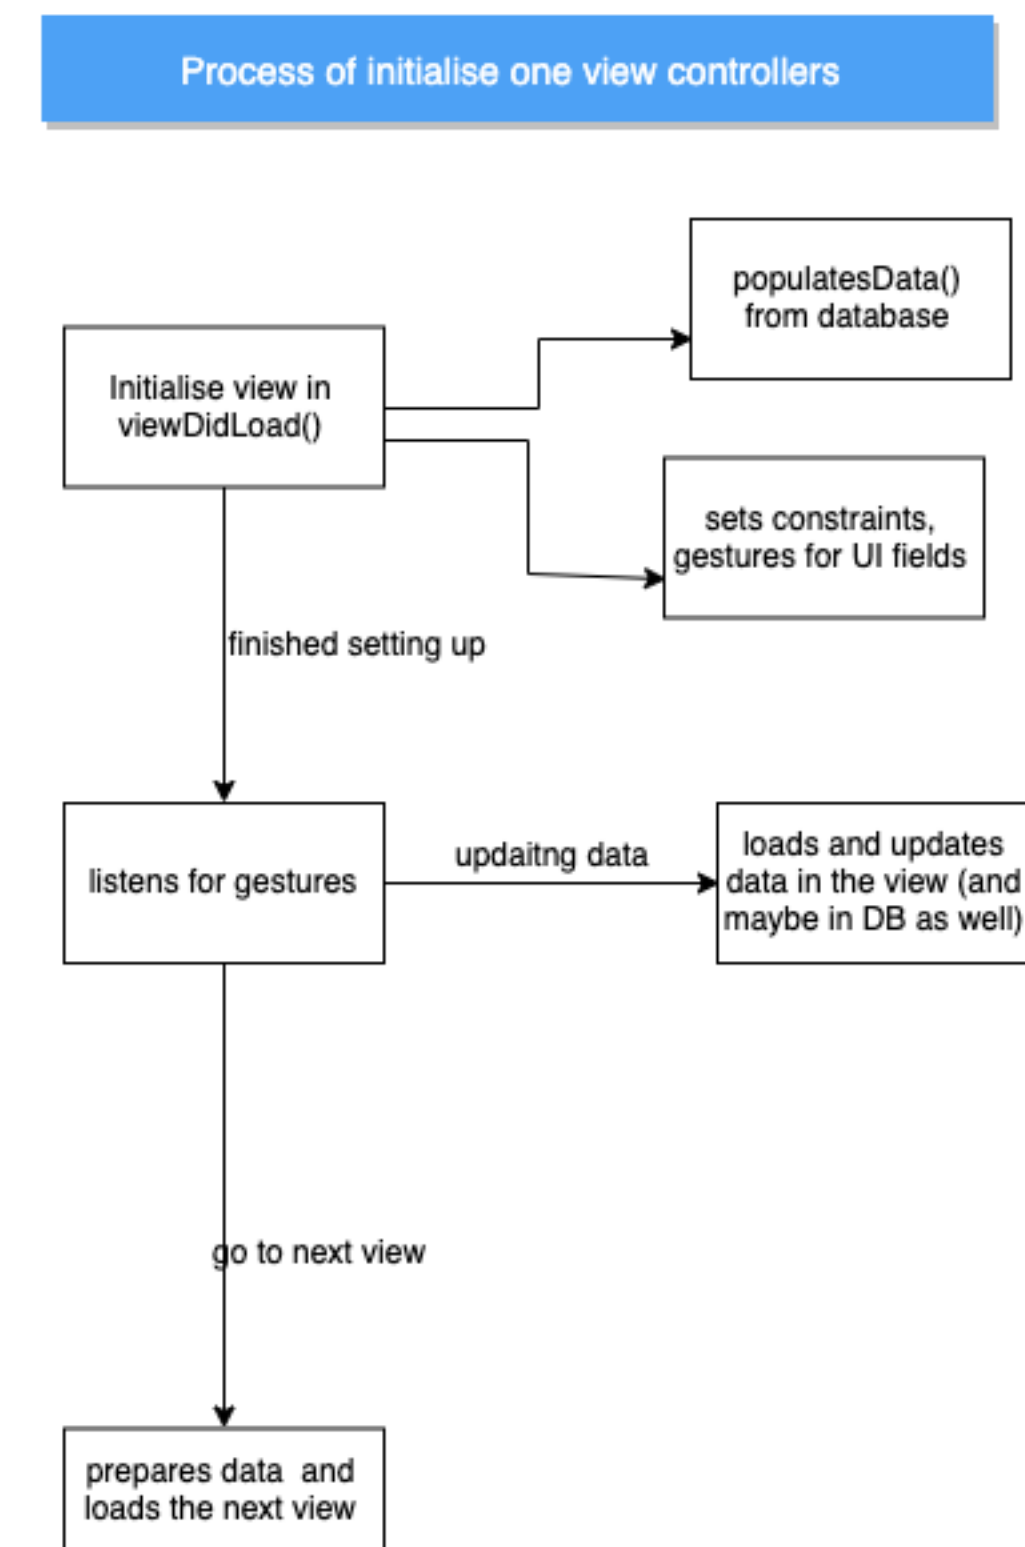 Process of initialise one view controllers
populatesData()
from database
Initialise view in
viewDidLoad()
sets constraints,
gestures for UI fields
finished setting up
listens for gestures
updaitng data
loads and updates
data in the view (and
maybe in DB as well)
go to next view
prepares data  and
loads the next view